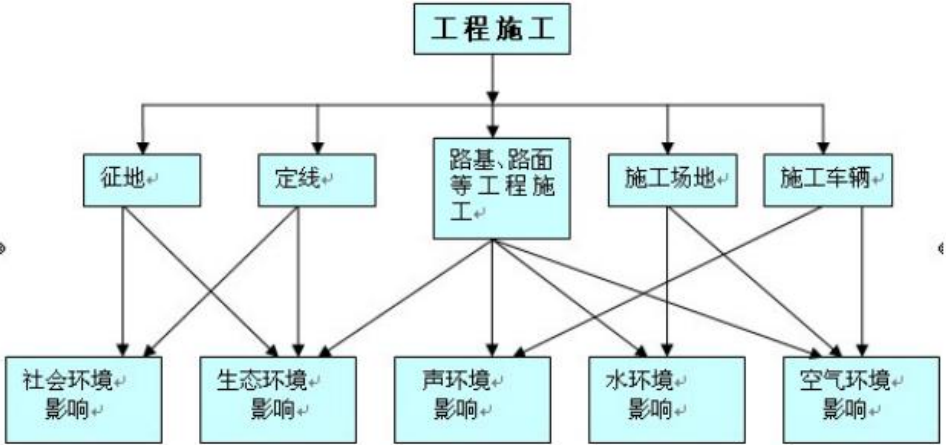 工程施工
征地
定线
路基、路面
等工程施
工
施工场地
施工车辆
社会环境
影响
生态环境
影响
声环境
影响
水环境
影响
空气环境
影响